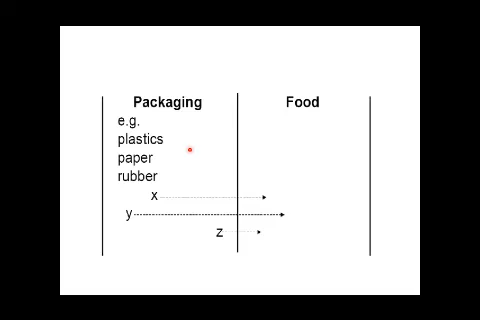 Packaging Food
e.g.
plastics
paper
rubber
x
y
z